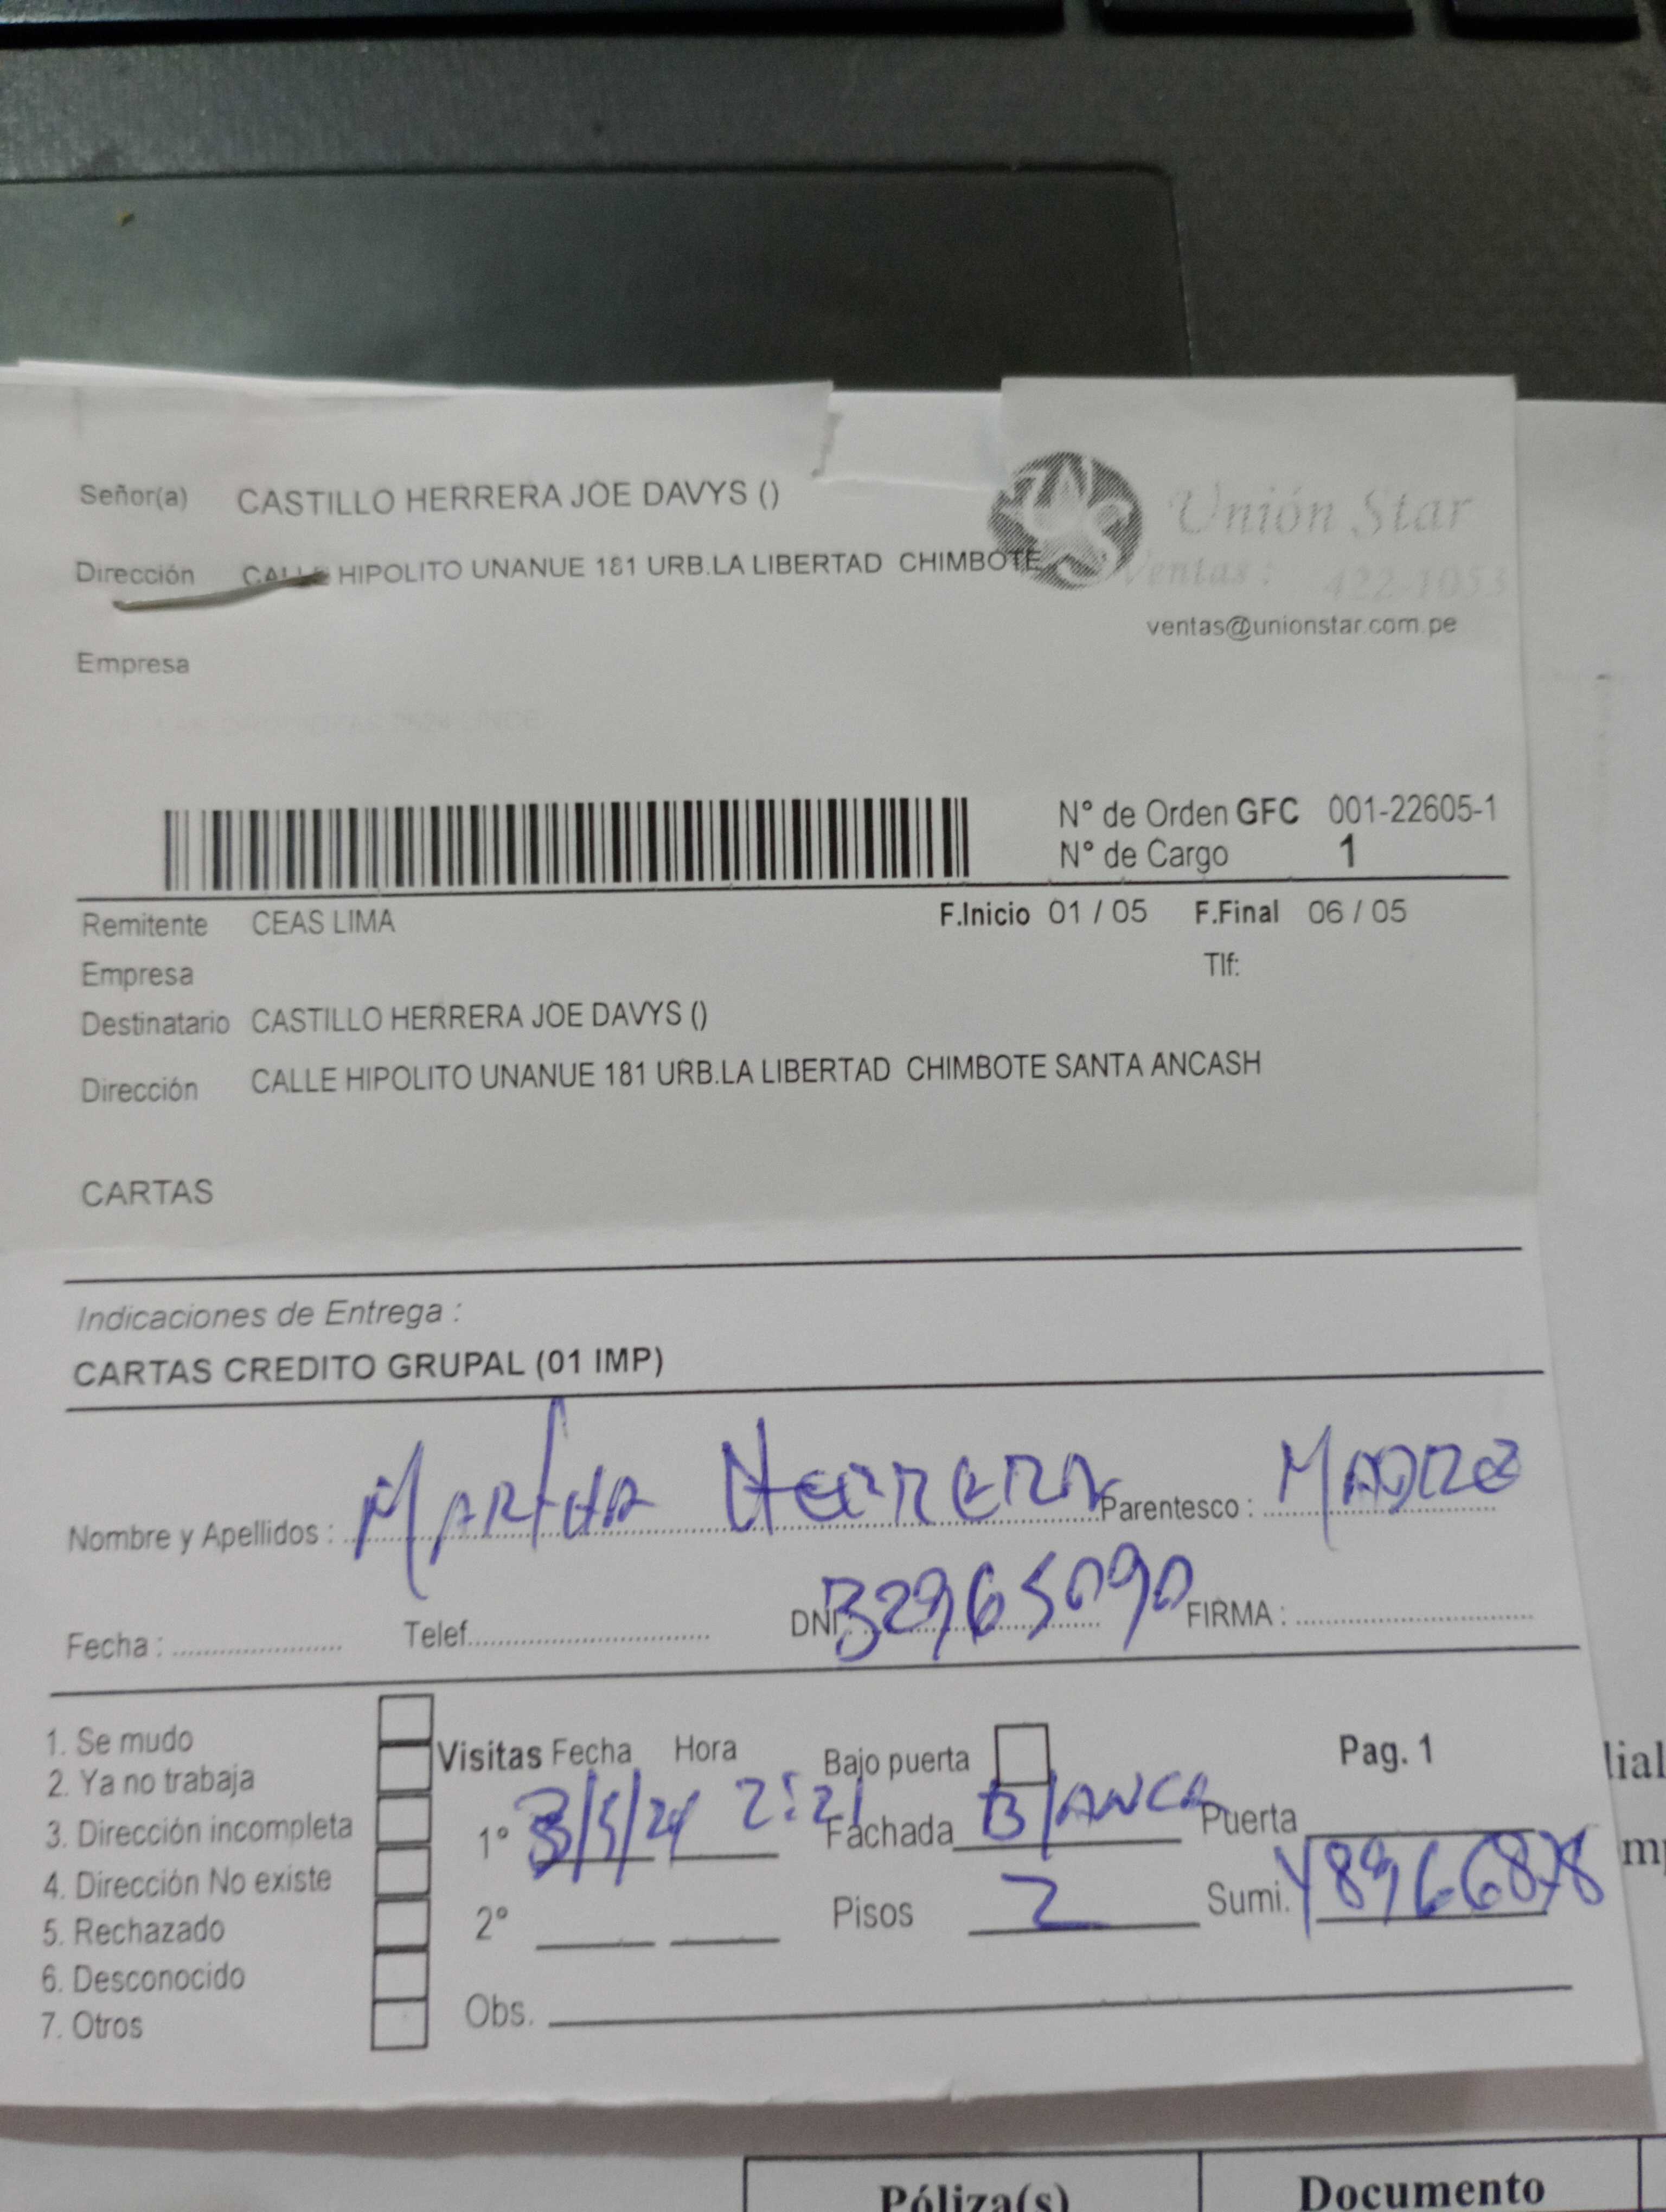 Señor(a) CASTILLO HERRERA JOE DAVYS ()
Unión Star
Dirección CALLE HIPOLITO UNANUE 181 URB.LA LIBERTAD CHIMBOTE
Ventas: 422-1053
ventas@unionstar.com.pe
Empresa
N° de Orden GFC 001-22605-1
N° de Cargo 1
Remitente CEAS LIMA F.Inicio 01 / 05 F.Final 06 / 05
Empresa Tlf:
Destinatario CASTILLO HERRERA JOE DAVYS ()
Dirección CALLE HIPOLITO UNANUE 181 URB.LA LIBERTAD CHIMBOTE SANTA ANCASH
CARTAS
Indicaciones de Entrega :
CARTAS CREDITO GRUPAL (01 IMP)
Nombre y Apellidos : MARtHA HERRERA Parentesco : MADRE
Fecha : Telef. DNI 32965090 FIRMA :
1. Se mudo
2. Ya no trabaja
3. Dirección incompleta
4. Dirección No existe
5. Rechazado
6. Desconocido
7. Otros
Visitas Fecha Hora Bajo puerta Pag. 1
1° 3/5/24 2:21 Fachada BlANCA Puerta
2° Pisos 2 Sumi.
Obs.
Póliza(s) Documento